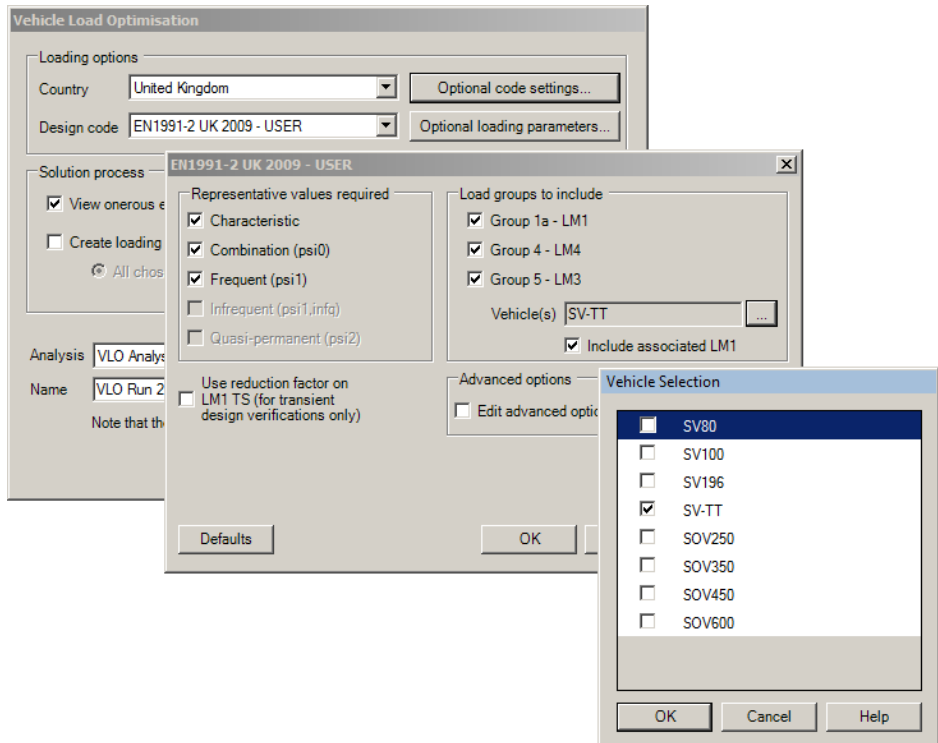 Vehicle Load Optimisation
Loading options
Country United Kingdom Optional code settings...
Design code EN1991-2 UK 2009 - USER Optional loading parameters...
Solution process
View onerous e
Create loading
All chos
Analysis VLO Analys
Name VLO Run 2
Note that th
EN1991-2 UK 2009 - USER
Representative values required
Characteristic
Combination (psi0)
Frequent (psi1)
Infrequent (psi1,infq)
Quasi-permanent (psi2)
Use reduction factor on
LM1 TS (for transient
design verifications only)
Load groups to include
Group 1a - LM1
Group 4 - LM4
Group 5 - LM3
Vehicle(s) SV-TT ...
Include associated LM1
Advanced options
Edit advanced optic
Defaults OK
Vehicle Selection
SV80
SV100
SV196
SV-TT
SOV250
SOV350
SOV450
SOV600
OK Cancel Help